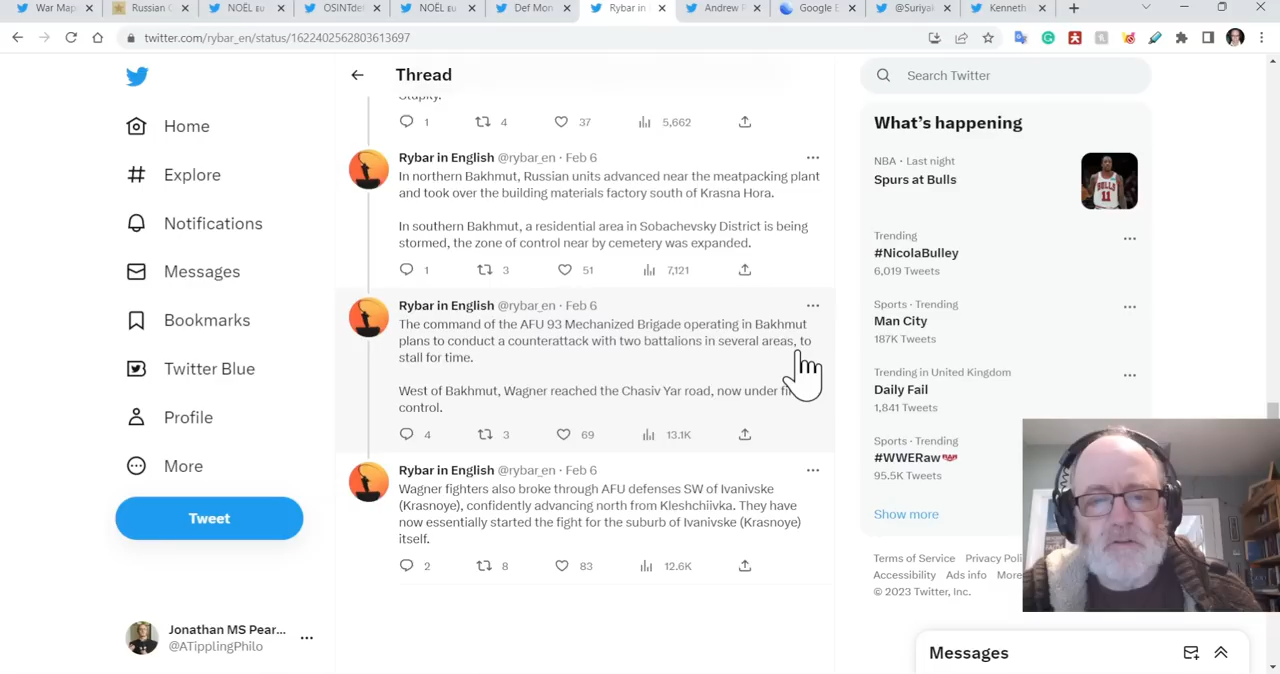 War Map
Russian
NOËL
OSINTde
NOËL
Def Mon
Rybar in
Andrew
Google E
@Suriya
Kenneth
twitter.com/rybar_en/status/1622402562803613697
Home
Explore
Notifications
Messages
Bookmarks
Twitter Blue
Profile
More
Tweet
Jonathan MS Pear...
@ATipplingPhilo
Thread
Stupky.
1 4 37 5,662
Rybar in English @rybar_en · Feb 6
In northern Bakhmut, Russian units advanced near the meatpacking plant
and took over the building materials factory south of Krasna Hora.
In southern Bakhmut, a residential area in Sobachevsky District is being
stormed, the zone of control near by cemetery was expanded.
1 3 51 7,121
Rybar in English @rybar_en · Feb 6
The command of the AFU 93 Mechanized Brigade operating in Bakhmut
plans to conduct a counterattack with two battalions in several areas, to
stall for time.
West of Bakhmut, Wagner reached the Chasiv Yar road, now under
control.
4 3 69 13.1K
Rybar in English @rybar_en · Feb 6
Wagner fighters also broke through AFU defenses SW of Ivanivske
(Krasnoye), confidently advancing north from Kleshchiivka. They have
now essentially started the fight for the suburb of Ivanivske (Krasnoye)
itself.
2 8 83 12.6K
Search Twitter
What's happening
NBA · Last night
Spurs at Bulls
Trending
#NicolaBulley
6,019 Tweets
Sports · Trending
Man City
187K Tweets
Trending in United Kingdom
Daily Fail
1,841 Tweets
Sports · Trending
#WWERaw
95.5K Tweets
Show more
Terms of Service Privacy Poli
Accessibility Ads info More
© 2023 Twitter, Inc.
Messages